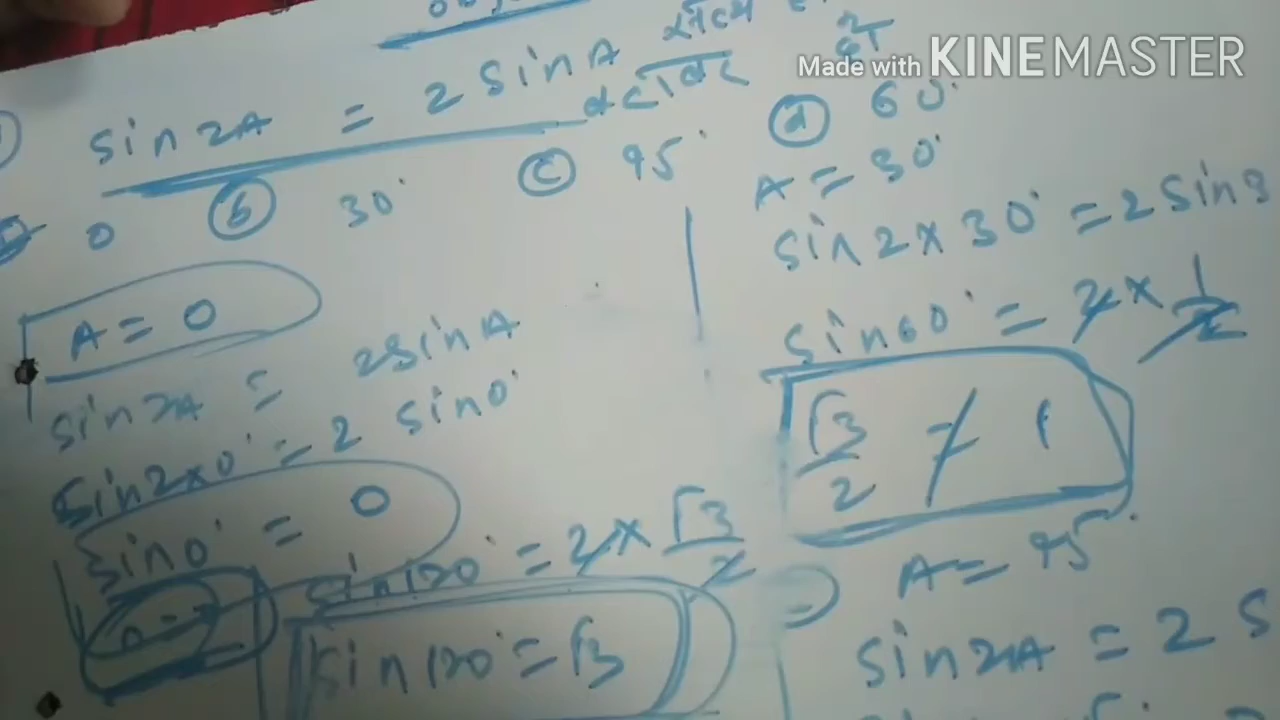 Made with KINEMASTER
sin2A = 2 sinA
0 (b) 30° (c) 45° (d) 60°
A = 0
sin2A = 2sinA
sin2×0° = 2 sin0°
sin0° = 0
sin120° = 2 × √3/2
sin120° = √3
A = 30°
sin2×30° = 2 sin3
sin60° = 2 × 1/2
√3/2 ≠ 1
A = 45°
sin2A = 2 S